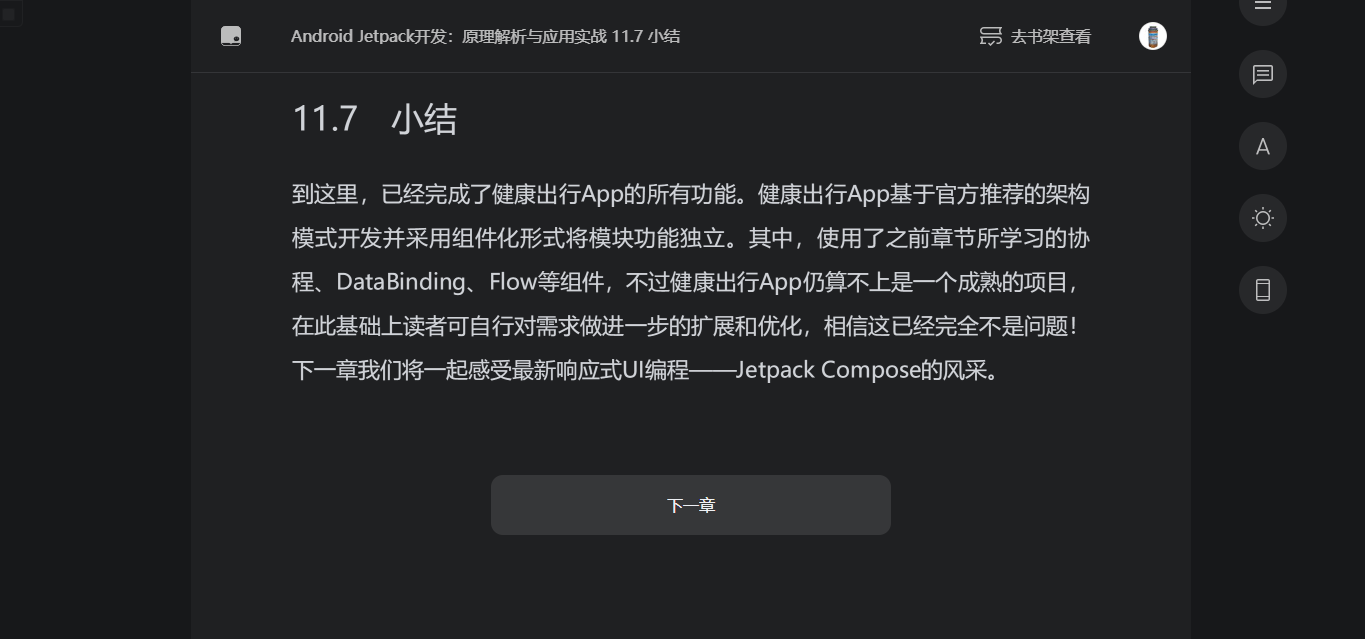 Android Jetpack开发：原理解析与应用实战 11.7 小结
去书架查看
11.7 小结
到这里，已经完成了健康出行App的所有功能。健康出行App基于官方推荐的架构
模式开发并采用组件化形式将模块功能独立。其中，使用了之前章节所学习的协
程、DataBinding、Flow等组件，不过健康出行App仍算不上是一个成熟的项目，
在此基础上读者可自行对需求做进一步的扩展和优化，相信这已经完全不是问题！
下一章我们将一起感受最新响应式UI编程——Jetpack Compose的风采。
下一章
A